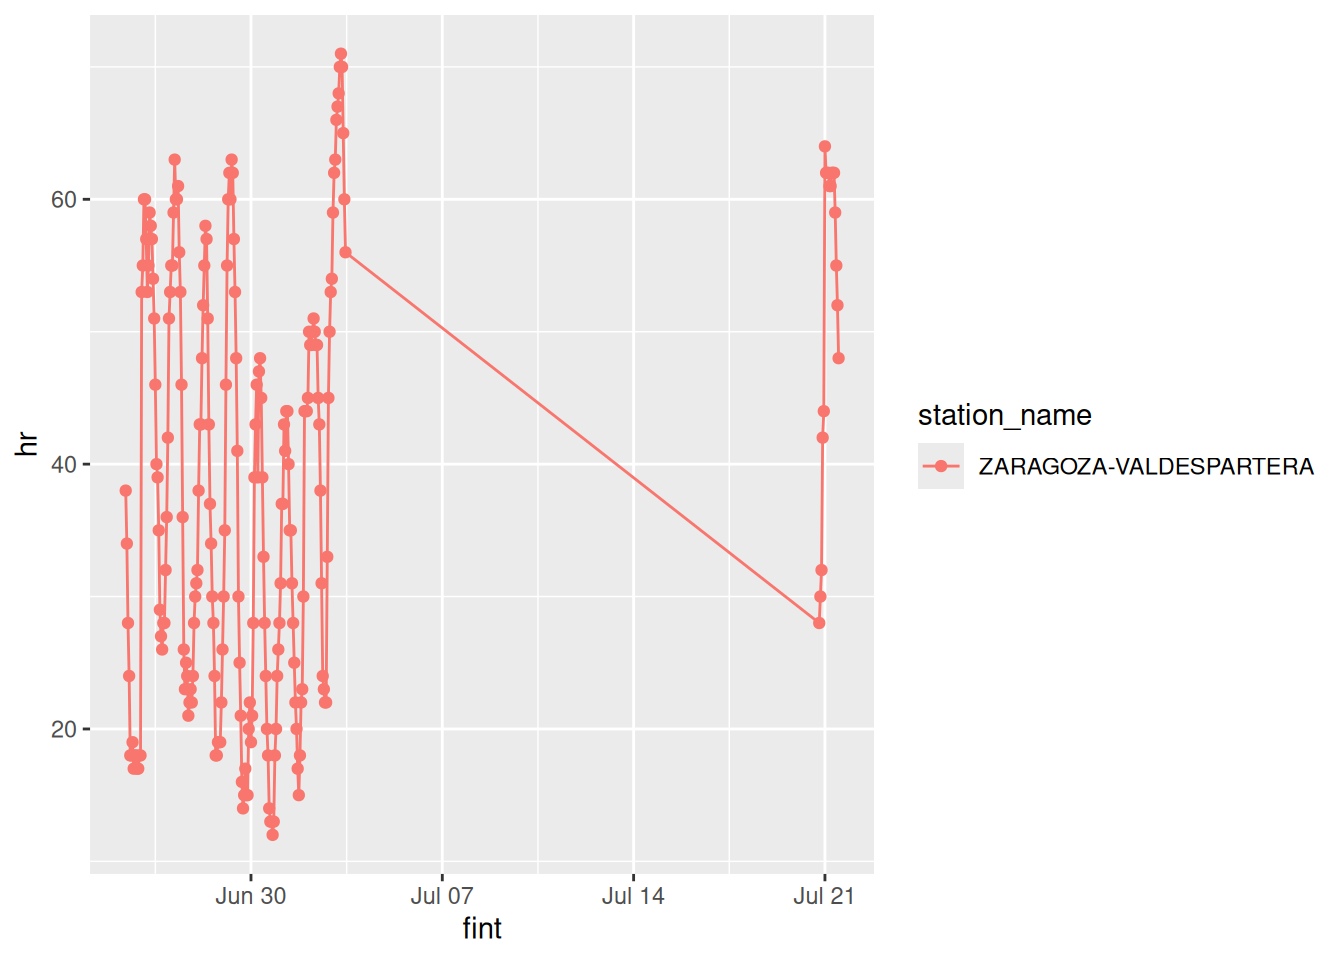 60
40
20
hr
Jun 30
Jul 07
Jul 14
Jul 21
fint
station_name
ZARAGOZA-VALDESPARTERA